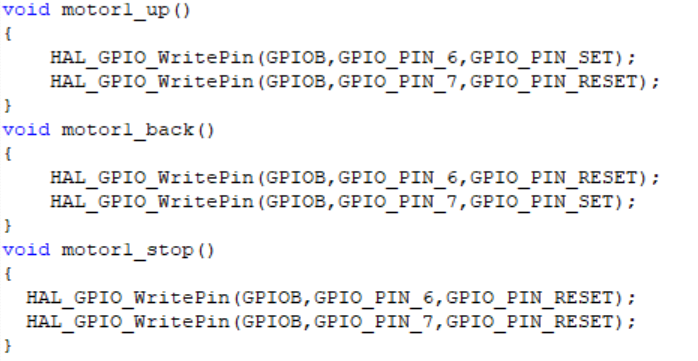 void motor1_up()
{
    HAL_GPIO_WritePin(GPIOB,GPIO_PIN_6,GPIO_PIN_SET);
    HAL_GPIO_WritePin(GPIOB,GPIO_PIN_7,GPIO_PIN_RESET);
}
void motor1_back()
{
    HAL_GPIO_WritePin(GPIOB,GPIO_PIN_6,GPIO_PIN_RESET);
    HAL_GPIO_WritePin(GPIOB,GPIO_PIN_7,GPIO_PIN_SET);
}
void motor1_stop()
{
  HAL_GPIO_WritePin(GPIOB,GPIO_PIN_6,GPIO_PIN_RESET);
  HAL_GPIO_WritePin(GPIOB,GPIO_PIN_7,GPIO_PIN_RESET);
}